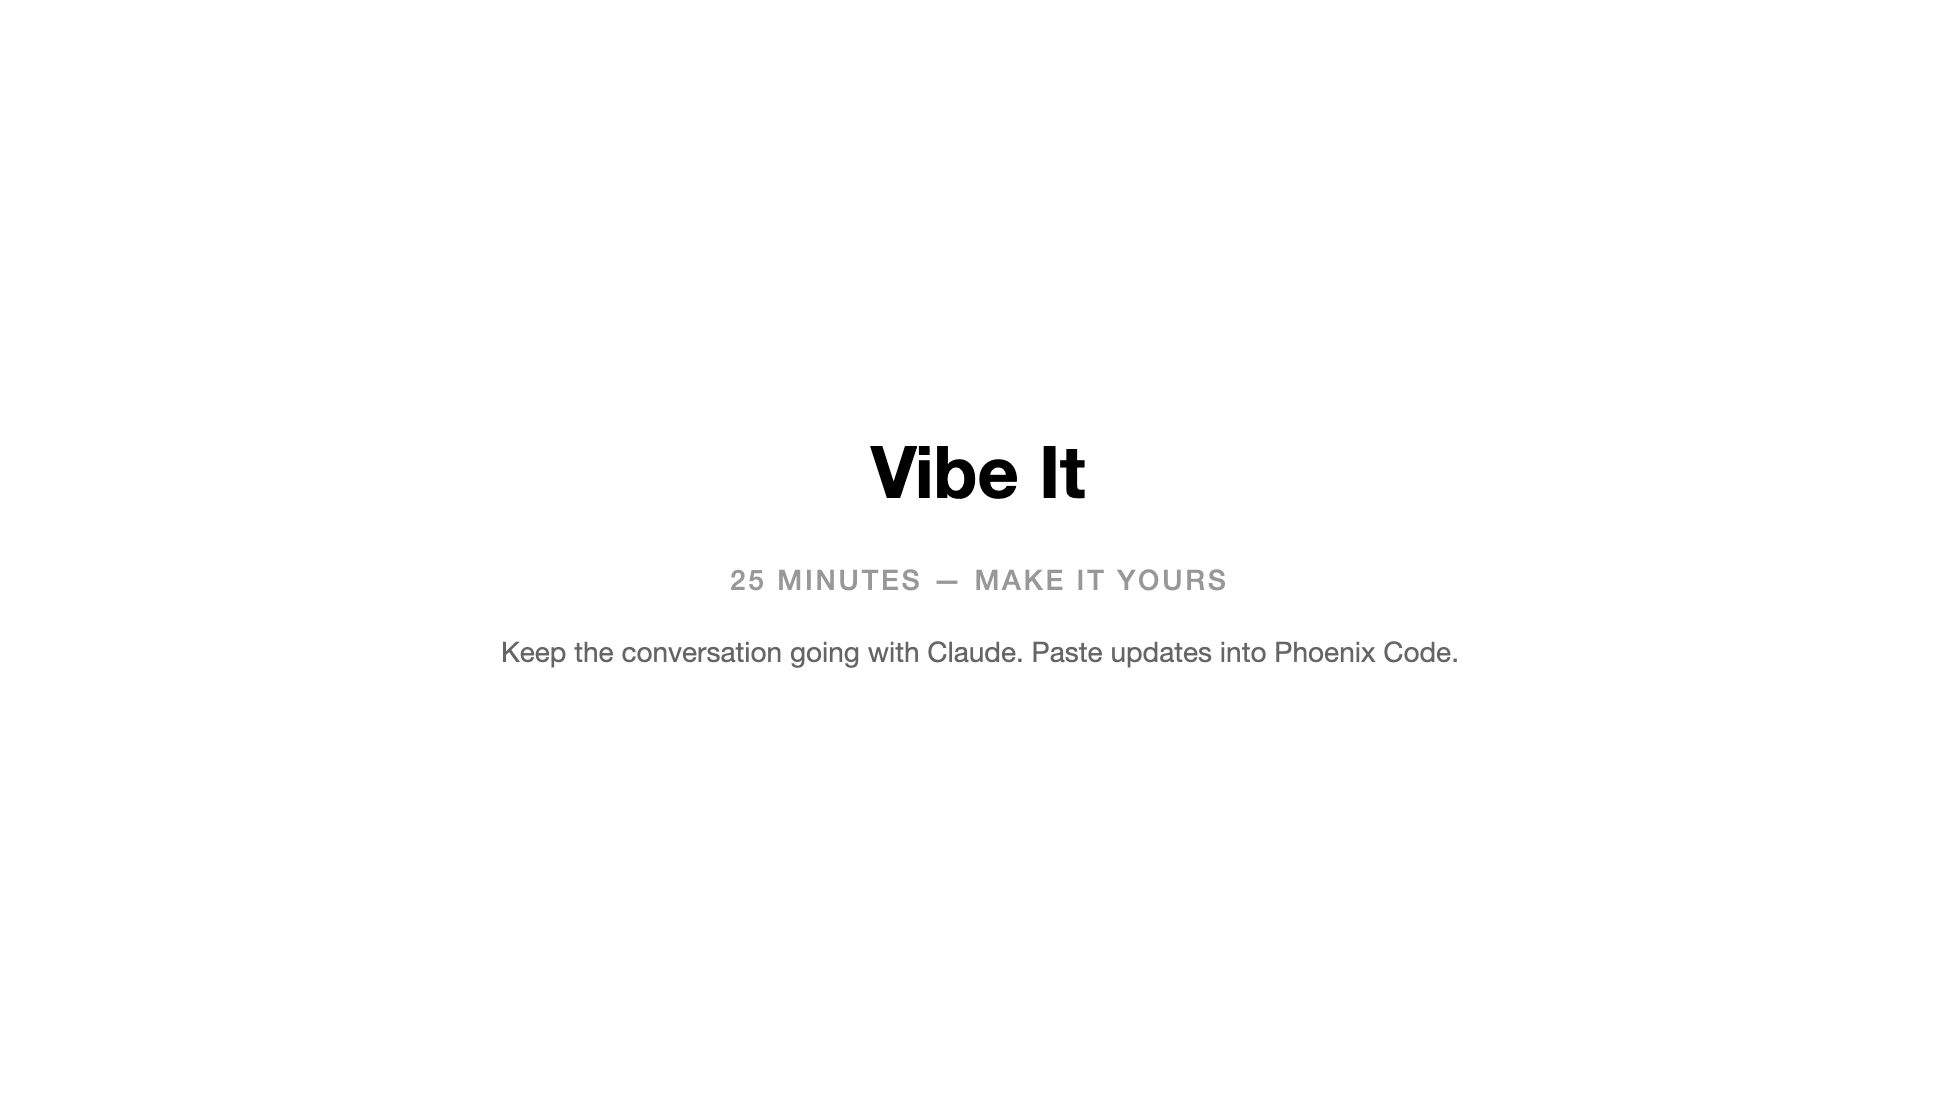 Vibe It
25 MINUTES — MAKE IT YOURS
Keep the conversation going with Claude. Paste updates into Phoenix Code.